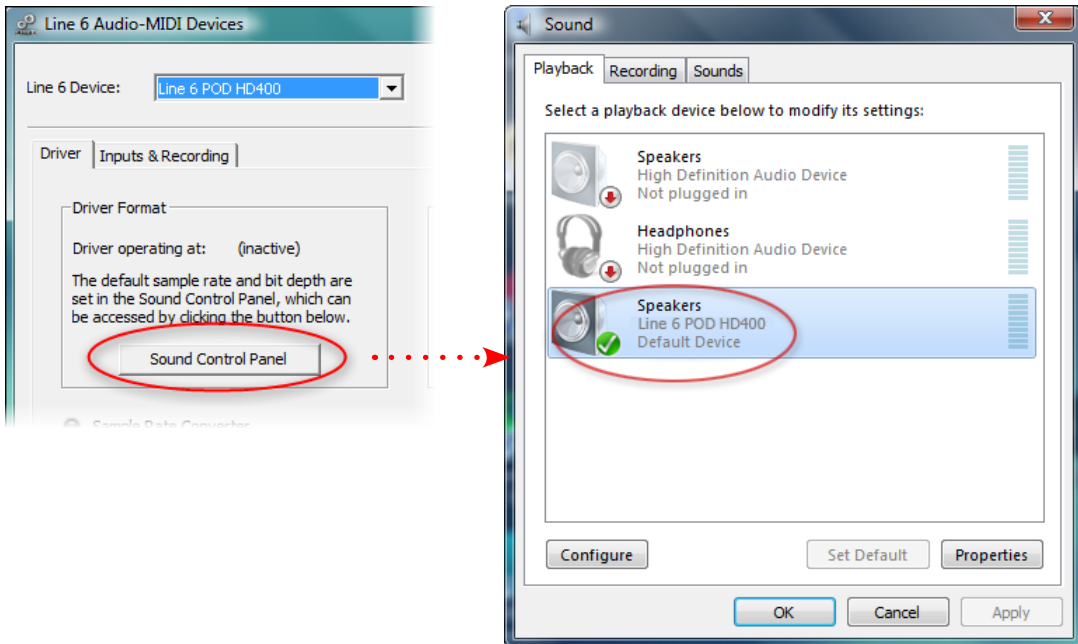 Line 6 Audio-MIDI Devices
Line 6 Device:
Line 6 POD HD400
Driver
Inputs & Recording
Driver Format
Driver operating at:
(inactive)
The default sample rate and bit depth are
set in the Sound Control Panel, which can
be accessed by clicking the button below.
Sound Control Panel
Sample Rate Converter
Sound
Playback
Recording
Sounds
Select a playback device below to modify its settings:
Speakers
High Definition Audio Device
Not plugged in
Headphones
High Definition Audio Device
Not plugged in
Speakers
Line 6 POD HD400
Default Device
Configure
Set Default
Properties
OK
Cancel
Apply